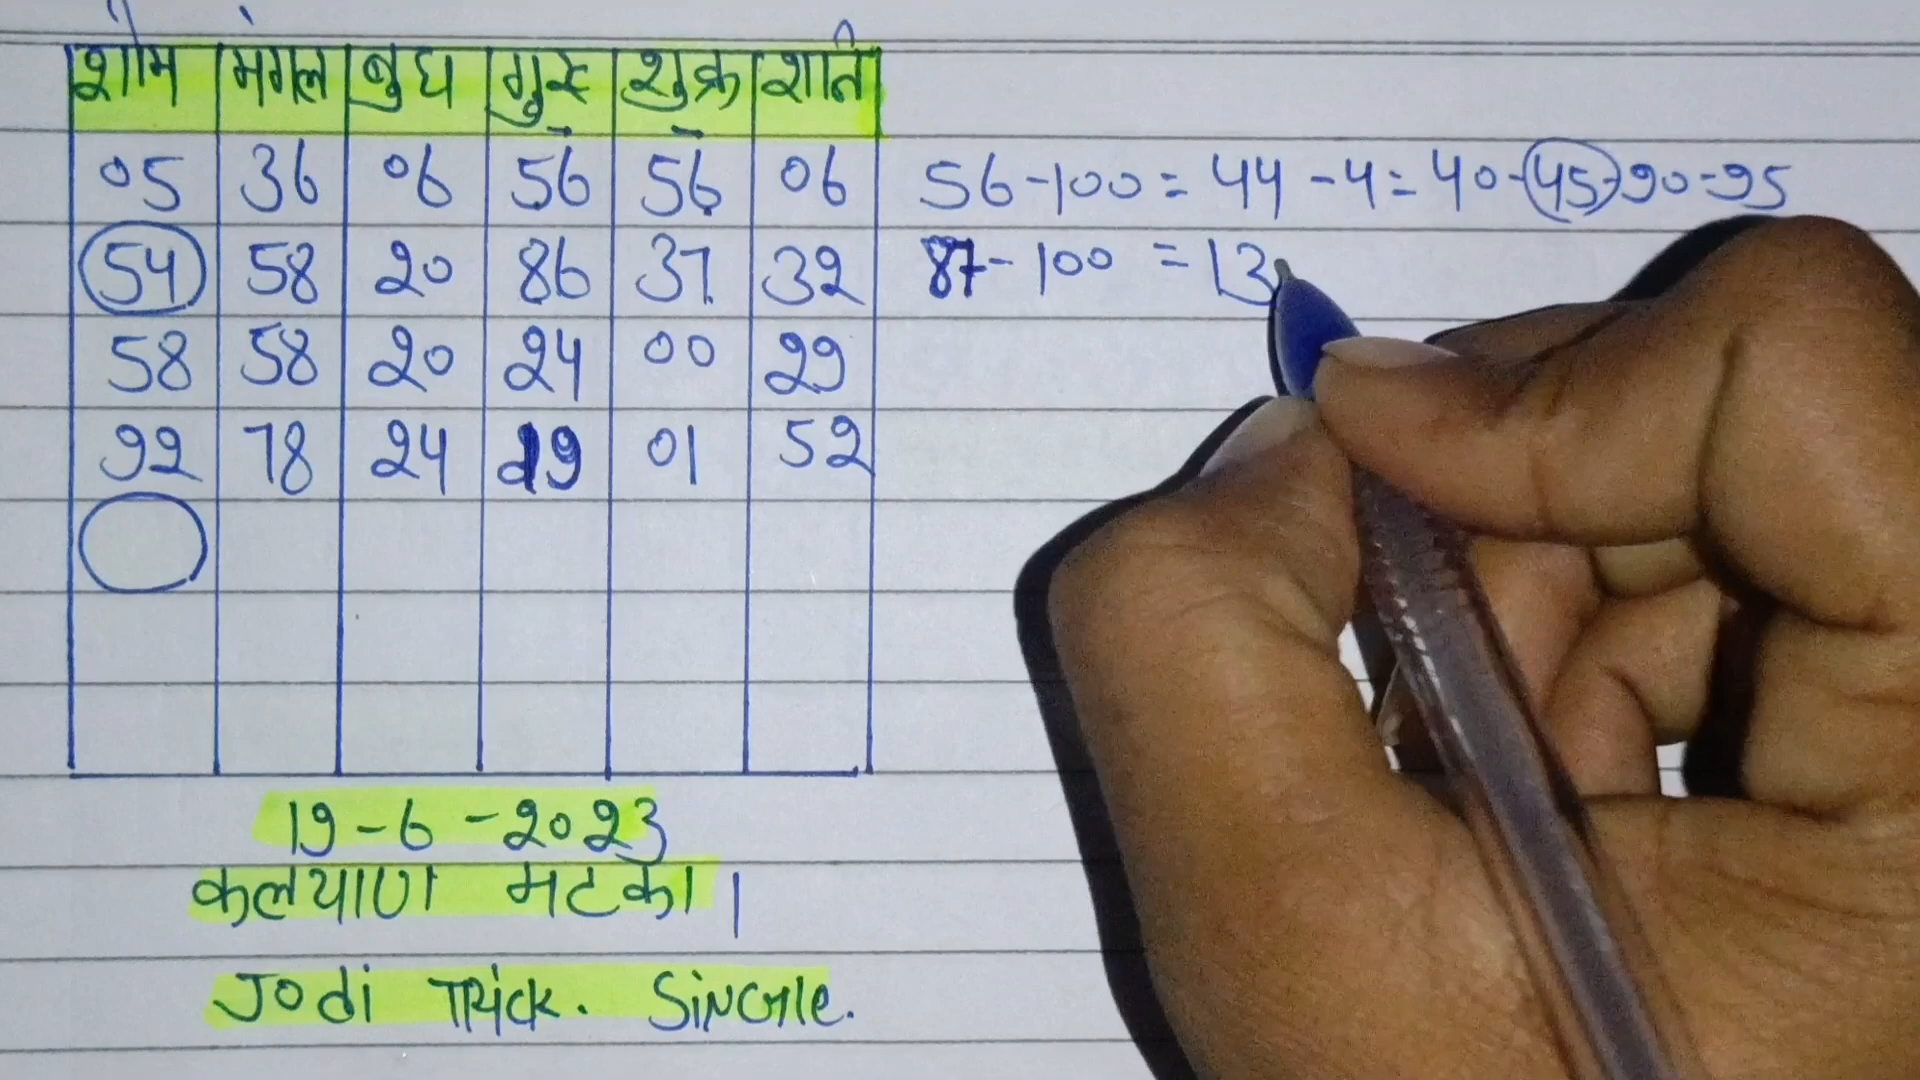 शोम मंगल बुध गुरु शुक्र शनि
05 36 06 56 56 06 56-100=44-4=40-45-90-95
54 58 20 86 37 32 87-100=13
58 58 20 24 00 29
92 78 24 19 01 52
19-6-2023
कल्याण मटका।
Jodi Trick. Single.